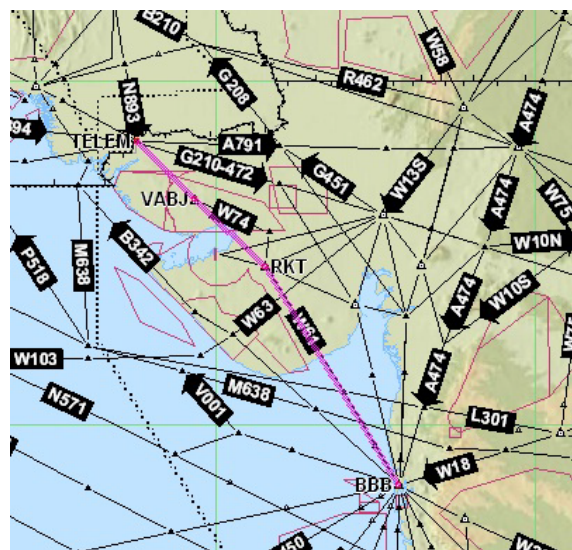 B210
W58
G208
R462
N893
A474
94
TELEM
A791
G210-472
G451
W13S
VABJ
W74
A474
W75
P518
M638
B342
W10N
RKT
W63
A474
W10S
W103
V001
M638
A474
N571
L301
W18
BBB